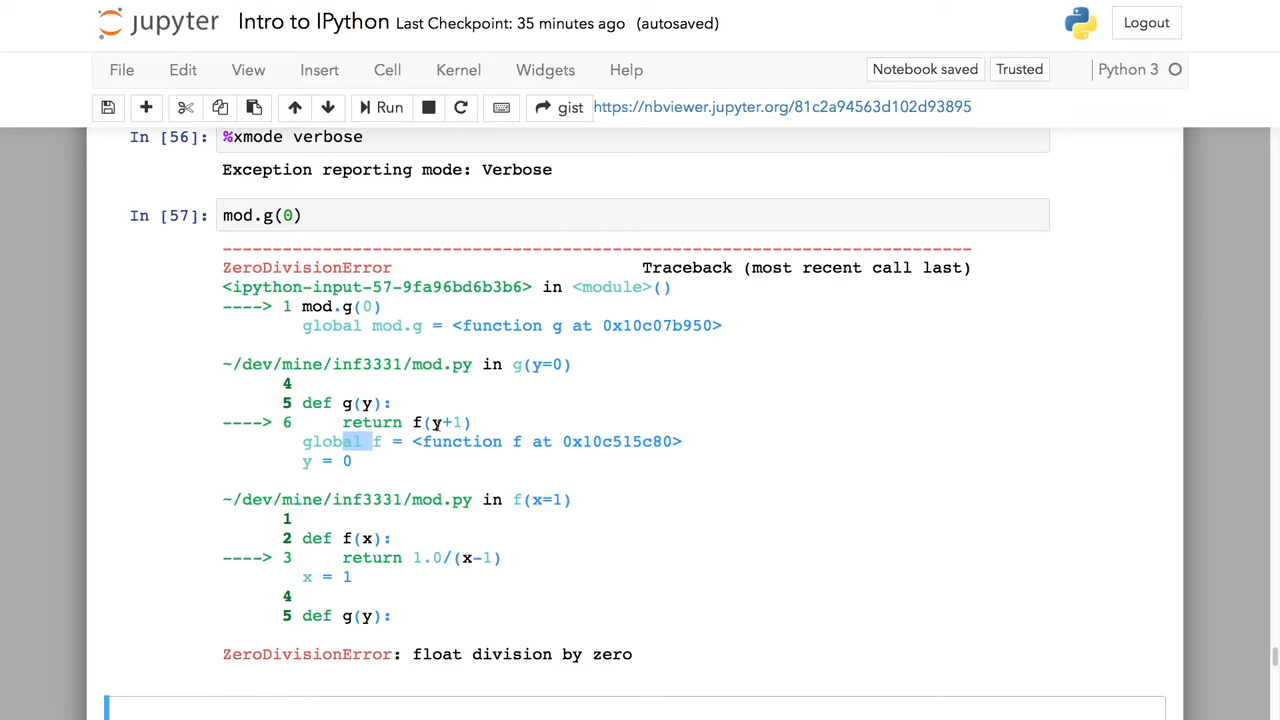 jupyter Intro to IPython Last Checkpoint: 35 minutes ago (autosaved) Logout
File Edit View Insert Cell Kernel Widgets Help Notebook saved Trusted Python 3
Run gist https://nbviewer.jupyter.org/81c2a94563d102d93895
In [56]: %xmode verbose
Exception reporting mode: Verbose
In [57]: mod.g(0)
---------------------------------------------------------------------------
ZeroDivisionError                         Traceback (most recent call last)
<ipython-input-57-9fa96bd6b3b6> in <module>()
----> 1 mod.g(0)
        global mod.g = <function g at 0x10c07b950>
~/dev/mine/inf3331/mod.py in g(y=0)
      4
      5 def g(y):
----> 6     return f(y+1)
        global f = <function f at 0x10c515c80>
        y = 0
~/dev/mine/inf3331/mod.py in f(x=1)
      1
      2 def f(x):
----> 3     return 1.0/(x-1)
        x = 1
      4
      5 def g(y):
ZeroDivisionError: float division by zero